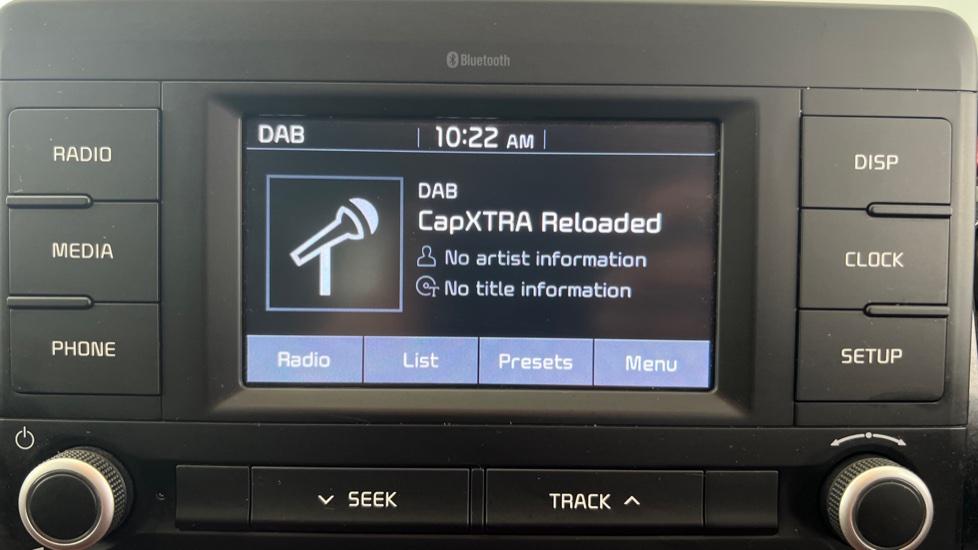 Bluetooth
RADIO
MEDIA
PHONE
DAB
10:22 AM
DAB
CapXTRA Reloaded
No artist information
No title information
Radio
List
Presets
Menu
DISP
CLOCK
SETUP
SEEK
TRACK